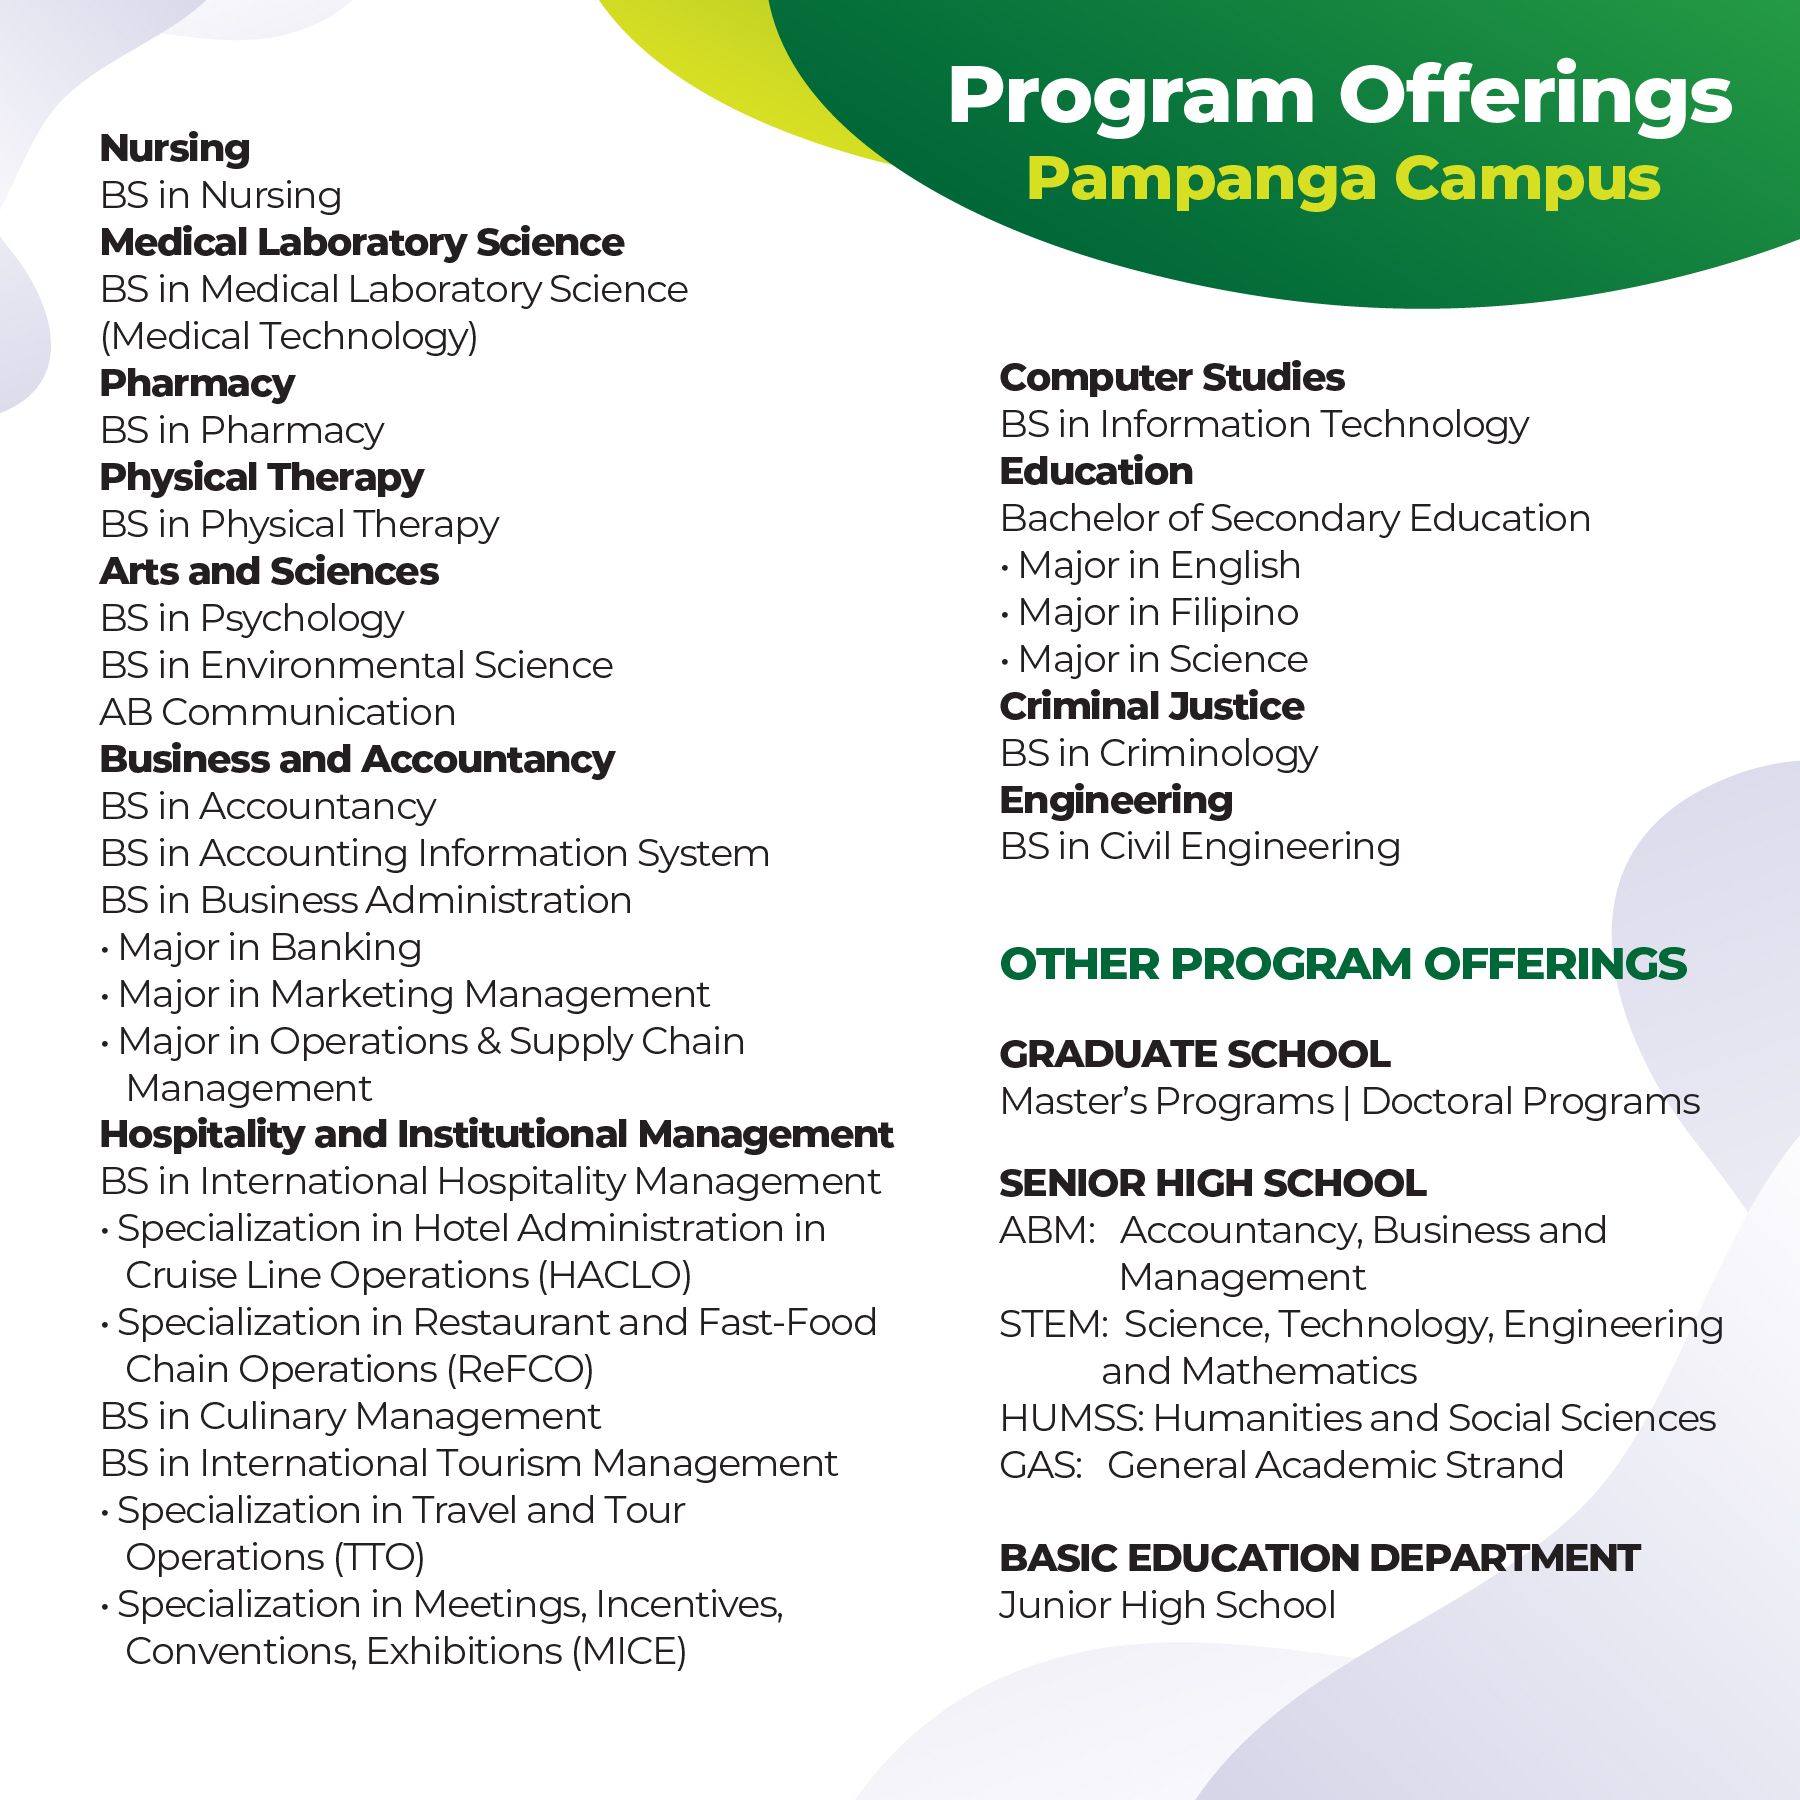 Program Offerings
Pampanga Campus
Nursing
BS in Nursing
Medical Laboratory Science
BS in Medical Laboratory Science
(Medical Technology)
Pharmacy
BS in Pharmacy
Physical Therapy
BS in Physical Therapy
Arts and Sciences
BS in Psychology
BS in Environmental Science
AB Communication
Business and Accountancy
BS in Accountancy
BS in Accounting Information System
BS in Business Administration
• Major in Banking
• Major in Marketing Management
• Major in Operations & Supply Chain
Management
Hospitality and Institutional Management
BS in International Hospitality Management
• Specialization in Hotel Administration in
Cruise Line Operations (HACLO)
• Specialization in Restaurant and Fast-Food
Chain Operations (ReFCO)
BS in Culinary Management
BS in International Tourism Management
• Specialization in Travel and Tour
Operations (TTO)
• Specialization in Meetings, Incentives,
Conventions, Exhibitions (MICE)
Computer Studies
BS in Information Technology
Education
Bachelor of Secondary Education
• Major in English
• Major in Filipino
• Major in Science
Criminal Justice
BS in Criminology
Engineering
BS in Civil Engineering
OTHER PROGRAM OFFERINGS
GRADUATE SCHOOL
Master’s Programs | Doctoral Programs
SENIOR HIGH SCHOOL
ABM: Accountancy, Business and
Management
STEM: Science, Technology, Engineering
and Mathematics
HUMSS: Humanities and Social Sciences
GAS: General Academic Strand
BASIC EDUCATION DEPARTMENT
Junior High School